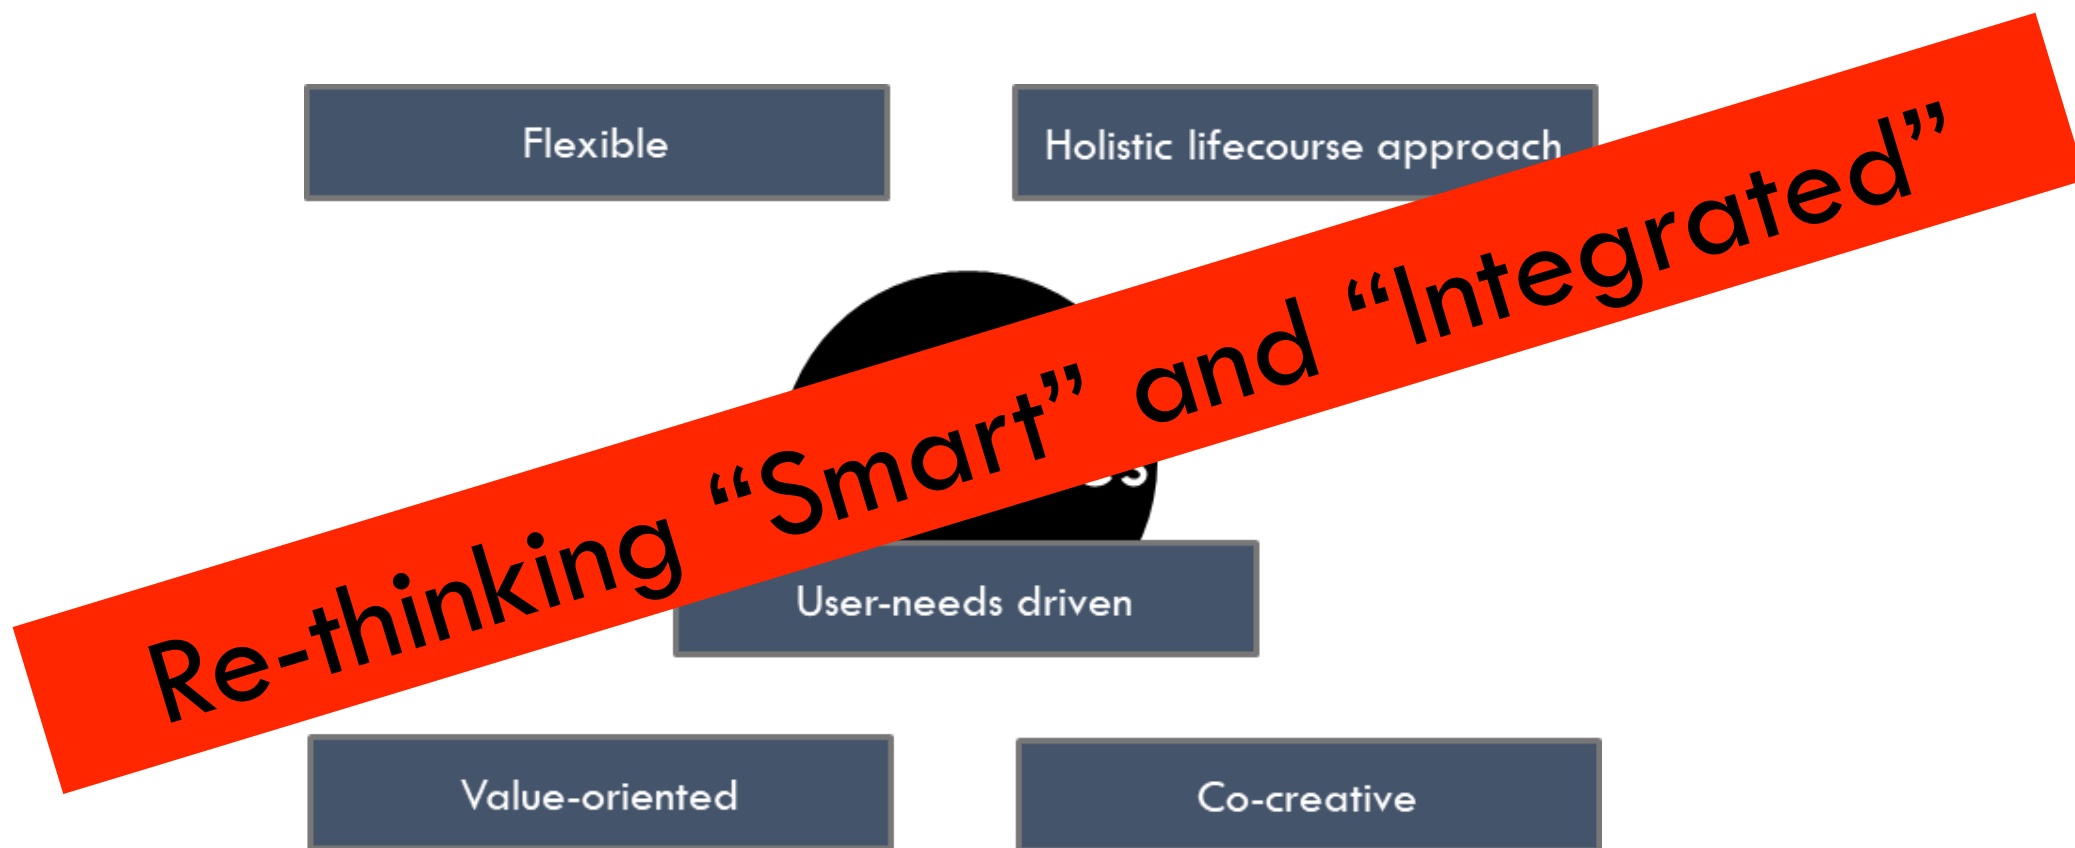 Flexible
Holistic lifecourse approach
Re-thinking “Smart” and “Integrated”
User-needs driven
Value-oriented
Co-creative